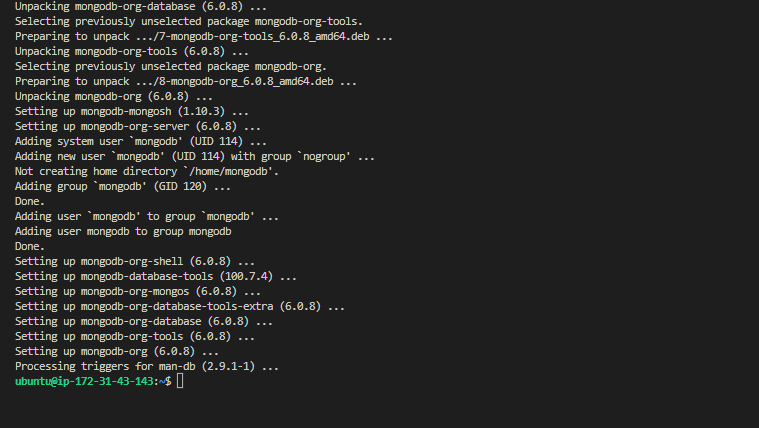 Unpacking mongodb-org-database (6.0.8) ...
Selecting previously unselected package mongodb-org-tools.
Preparing to unpack .../7-mongodb-org-tools_6.0.8_amd64.deb ...
Unpacking mongodb-org-tools (6.0.8) ...
Selecting previously unselected package mongodb-org.
Preparing to unpack .../8-mongodb-org_6.0.8_amd64.deb ...
Unpacking mongodb-org (6.0.8) ...
Setting up mongodb-mongosh (1.10.3) ...
Setting up mongodb-org-server (6.0.8) ...
Adding system user `mongodb' (UID 114) ...
Adding new user `mongodb' (UID 114) with group `nogroup' ...
Not creating home directory `/home/mongodb'.
Adding group `mongodb' (GID 120) ...
Done.
Adding user `mongodb' to group `mongodb' ...
Adding user mongodb to group mongodb
Done.
Setting up mongodb-org-shell (6.0.8) ...
Setting up mongodb-database-tools (100.7.4) ...
Setting up mongodb-org-mongos (6.0.8) ...
Setting up mongodb-org-database-tools-extra (6.0.8) ...
Setting up mongodb-org-database (6.0.8) ...
Setting up mongodb-org-tools (6.0.8) ...
Setting up mongodb-org (6.0.8) ...
Processing triggers for man-db (2.9.1-1) ...
ubuntu@ip-172-31-43-143:~$